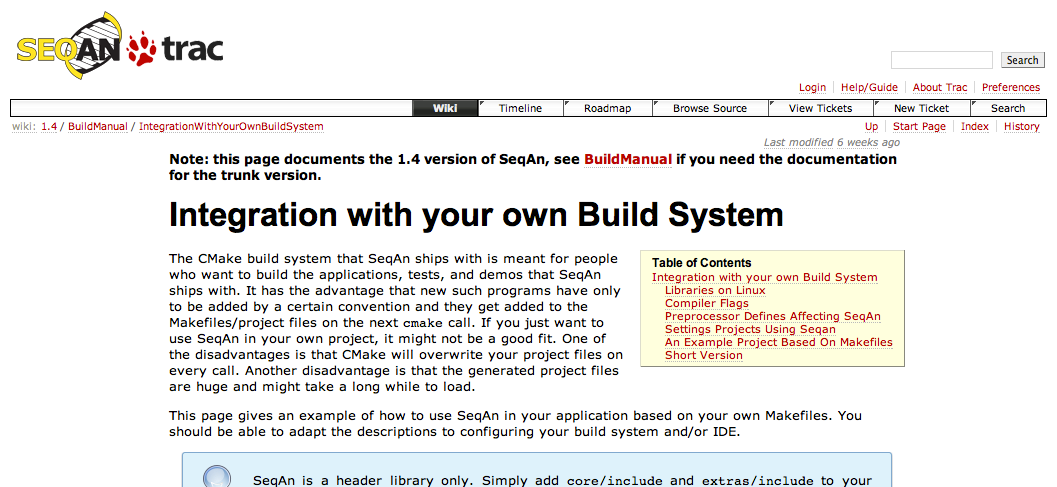 SEQAN trac
Search
Login Help/Guide About Trac Preferences
Wiki Timeline Roadmap Browse Source View Tickets New Ticket Search
wiki: 1.4 / BuildManual / IntegrationWithYourOwnBuildSystem
Up Start Page Index History
Last modified 6 weeks ago
Note: this page documents the 1.4 version of SeqAn, see BuildManual if you need the documentation
for the trunk version.
Integration with your own Build System
The CMake build system that SeqAn ships with is meant for people
who want to build the applications, tests, and demos that SeqAn
ships with. It has the advantage that new such programs have only
to be added by a certain convention and they get added to the
Makefiles/project files on the next cmake call. If you just want to
use SeqAn in your own project, it might not be a good fit. One of
the disadvantages is that CMake will overwrite your project files on
every call. Another disadvantage is that the generated project files
are huge and might take a long while to load.
Table of Contents
Integration with your own Build System
Libraries on Linux
Compiler Flags
Preprocessor Defines Affecting SeqAn
Settings Projects Using Seqan
An Example Project Based On Makefiles
Short Version
This page gives an example of how to use SeqAn in your application based on your own Makefiles. You
should be able to adapt the descriptions to configuring your build system and/or IDE.
SeqAn is a header library only. Simply add core/include and extras/include to your